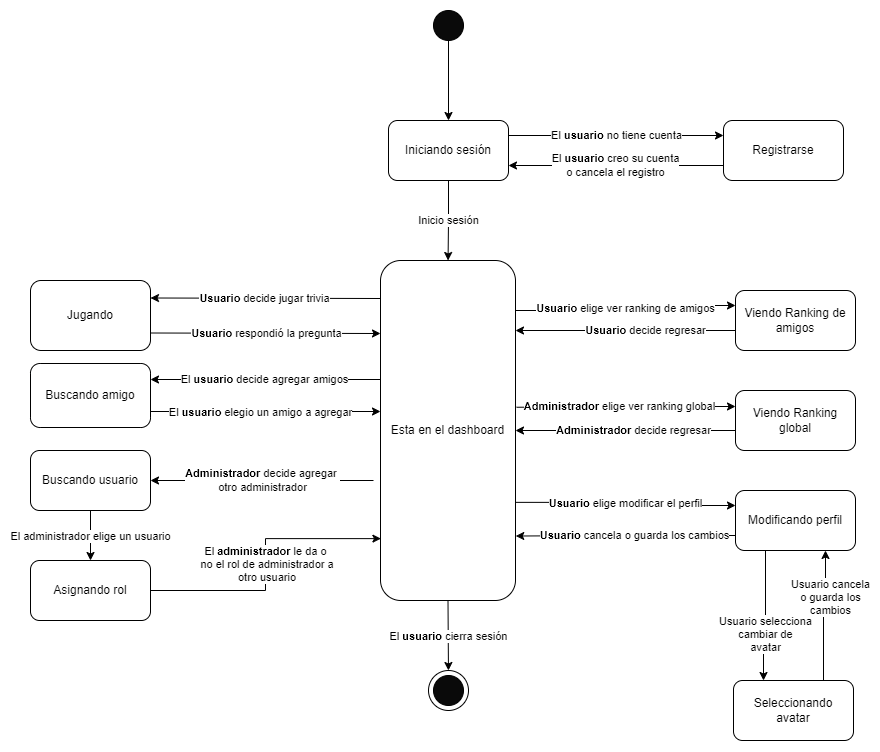 Iniciando sesión
El usuario no tiene cuenta
Registrarse
El usuario creo su cuenta
o cancela el registro
Inicio sesión
Jugando
Usuario decide jugar trivia
Usuario respondió la pregunta
Buscando amigo
El usuario decide agregar amigos
El usuario elegio un amigo a agregar
Buscando usuario
Administrador decide agregar
otro administrador
El administrador elige un usuario
Asignando rol
El administrador le da o
no el rol de administrador a
otro usuario
Esta en el dashboard
Usuario elige ver ranking de amigos
Usuario decide regresar
Viendo Ranking de
amigos
Administrador elige ver ranking global
Administrador decide regresar
Viendo Ranking
global
Usuario elige modificar el perfil
Usuario cancela o guarda los cambios
Modificando perfil
Usuario cancela
o guarda los
cambios
Usuario selecciona
cambiar de
avatar
Seleccionando
avatar
El usuario cierra sesión